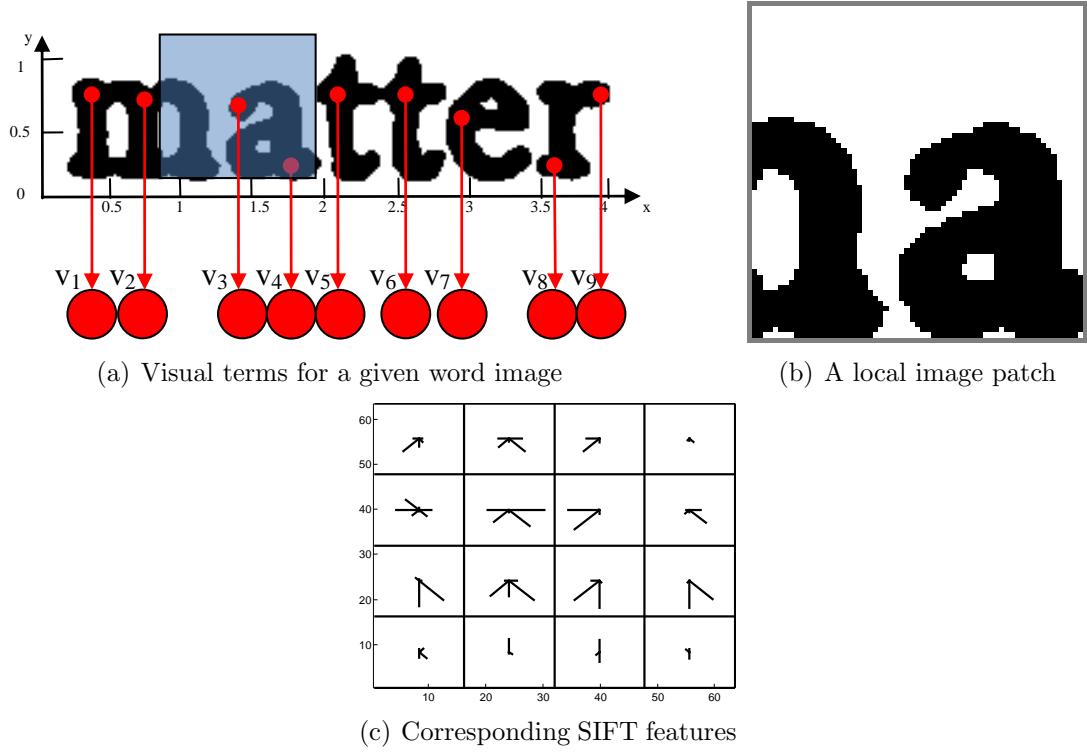 y
1
matter
0.5
0
0.5 1 1.5 2 2.5 3 3.5 4 x
v1 v2 v3 v4 v5 v6 v7 v8 v9
(a) Visual terms for a given word image
na
(b) A local image patch
60
50
40
30
20
10
10 20 30 40 50 60
(c) Corresponding SIFT features